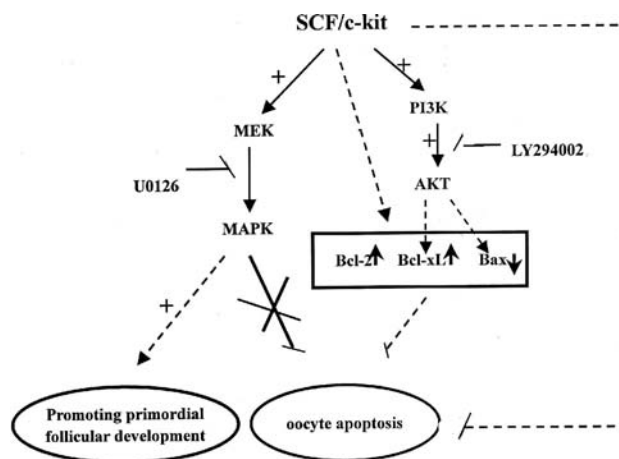 SCF/c-kit
+
+
PI3K
MEK
+
LY294002
U0126
AKT
MAPK
Bcl-2 Bcl-xL Bax
+
Promoting primordial
follicular development
oocyte apoptosis